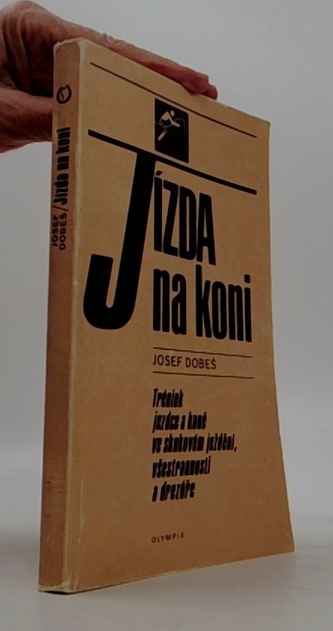 JOSEF
DOBEŠ / Jízda na koni
JÍZDA
na koni
JOSEF DOBEŠ
Trénink
jezdce a koně
ve skokovém ježdění,
všestrannosti
a drezúře
OLYMPIA